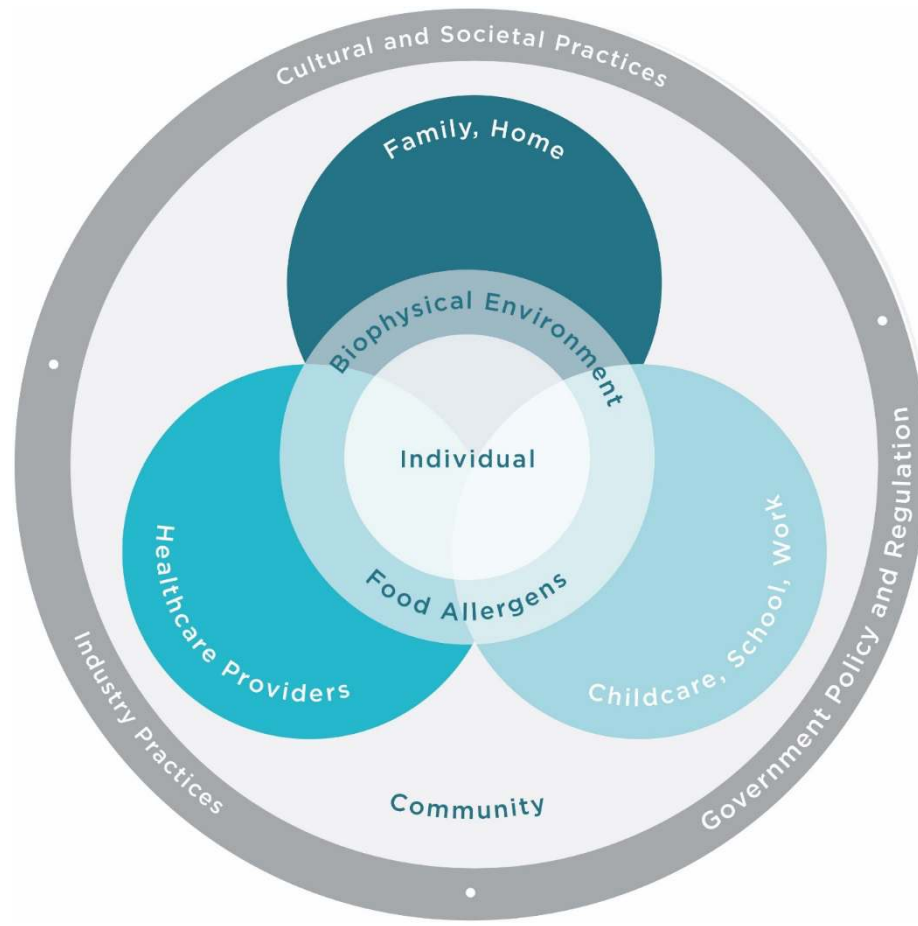 Cultural and Societal Practices
Family, Home
Biophysical Environment
Individual
Food Allergens
Healthcare Providers
Childcare, School, Work
Community
Industry Practices
Government Policy and Regulation